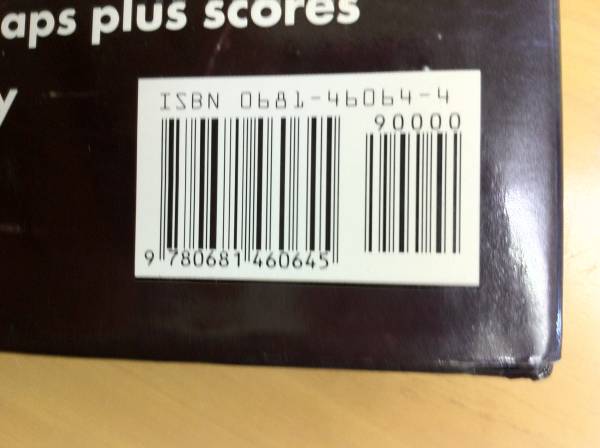 aps plus scores
y
ISBN 0681-46064-4
90000
9 780681 460645